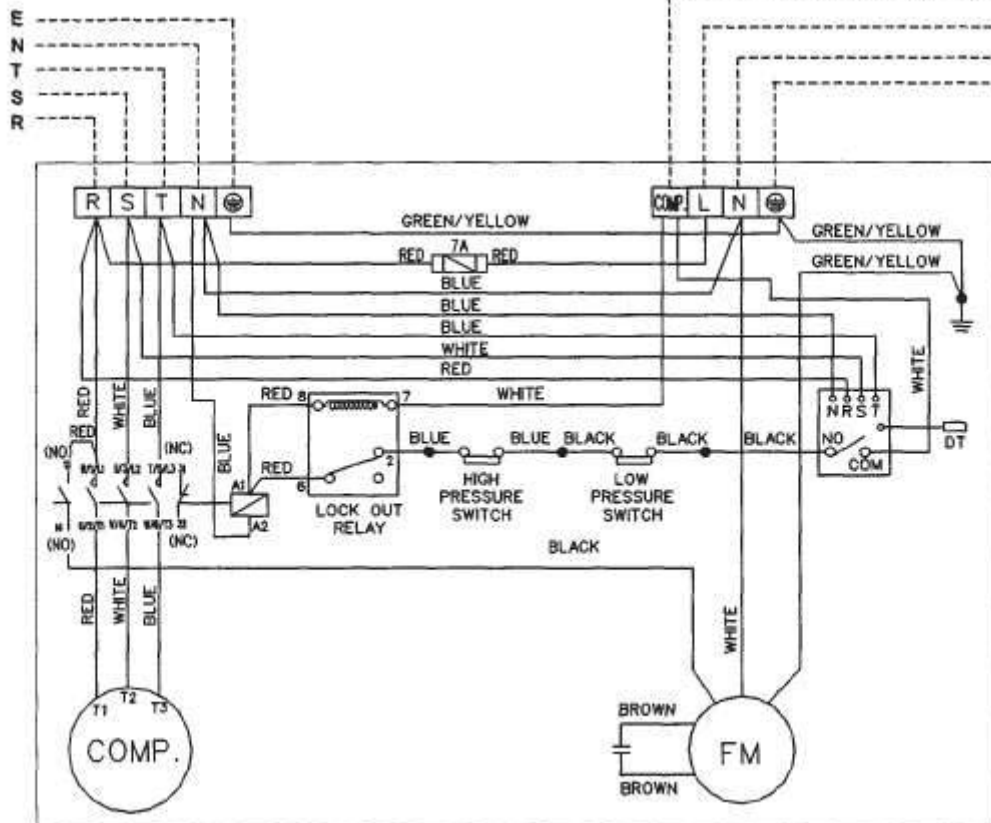 E
N
T
S
R
R S T N
COMP. L N
GREEN/YELLOW
GREEN/YELLOW
GREEN/YELLOW
RED 7A RED
BLUE
BLUE
BLUE
WHITE
RED
RED WHITE BLUE
WHITE
RED 8 7 WHITE
N R S T
RED
(NO) (NC)
BLUE
BLUE BLUE BLACK BLACK
NO
COM
DT
RED
2
6
HIGH
PRESSURE
SWITCH
LOW
PRESSURE
SWITCH
A1
A2
LOCK OUT
RELAY
(NO) (NC)
BLACK
RED WHITE BLUE
WHITE
T1 T2 T3
COMP.
BROWN
FM
BROWN